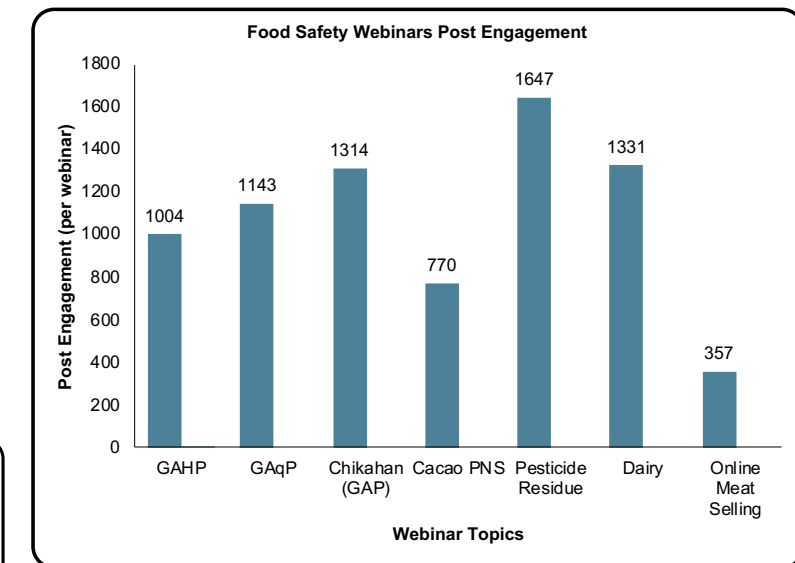 Food Safety Webinars Post Engagement
Post Engagement (per webinar)
1800
1600
1400
1200
1000
800
600
400
200
0
1004
1143
1314
770
1647
1331
357
GAHP
GAqP
Chikahan
(GAP)
Cacao PNS
Pesticide
Residue
Dairy
Online
Meat
Selling
Webinar Topics